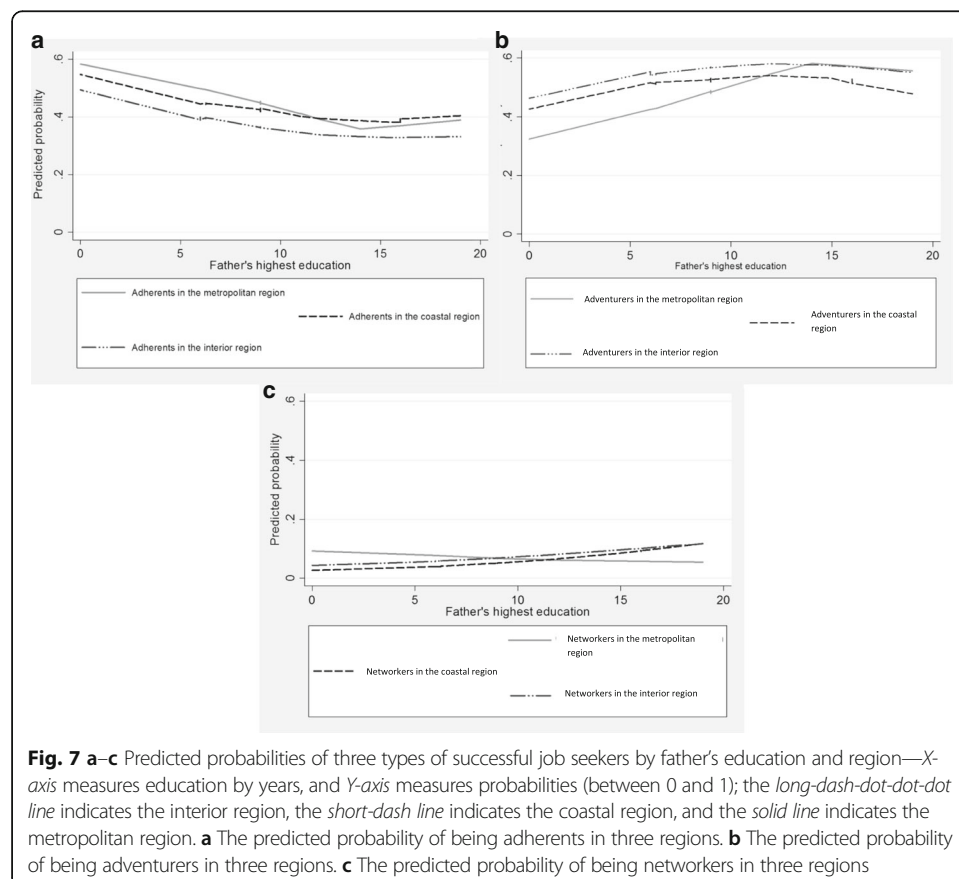 a
Predicted probability
.6
.4
.2
0
0 5 10 15 20
Father's highest education
Adherents in the metropolitan region
Adherents in the coastal region
Adherents in the interior region
b
Predicted probability
.6
.4
.2
0
0 5 10 15 20
Father's highest education
Adventurers in the metropolitan region
Adventurers in the coastal
region
Adventurers in the interior region
c
Predicted probability
.6
.4
.2
0
0 5 10 15 20
Father's highest education
Networkers in the metropolitan
region
Networkers in the coastal region
Networkers in the interior region
Fig. 7 a–c Predicted probabilities of three types of successful job seekers by father's education and region—X-
axis measures education by years, and Y-axis measures probabilities (between 0 and 1); the long-dash-dot-dot-dot
line indicates the interior region, the short-dash line indicates the coastal region, and the solid line indicates the
metropolitan region. a The predicted probability of being adherents in three regions. b The predicted probability
of being adventurers in three regions. c The predicted probability of being networkers in three regions